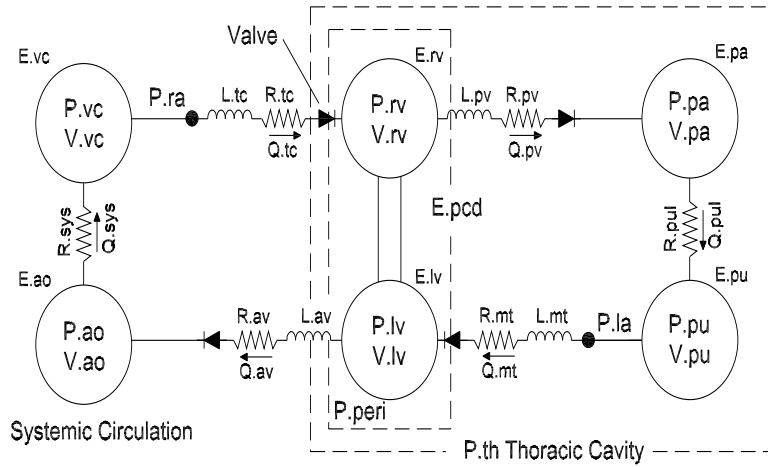 Valve
E.vc
E.rv
E.pa
P.vc
V.vc
P.ra
L.tc
R.tc
Q.tc
P.rv
V.rv
L.pv
R.pv
Q.pv
P.pa
V.pa
R.sys
Q.sys
E.pcd
R.pul
Q.pul
E.ao
E.lv
E.pu
P.ao
V.ao
R.av
L.av
Q.av
P.lv
V.lv
R.mt
L.mt
Q.mt
P.la
P.pu
V.pu
P.peri
Systemic Circulation
P.th Thoracic Cavity